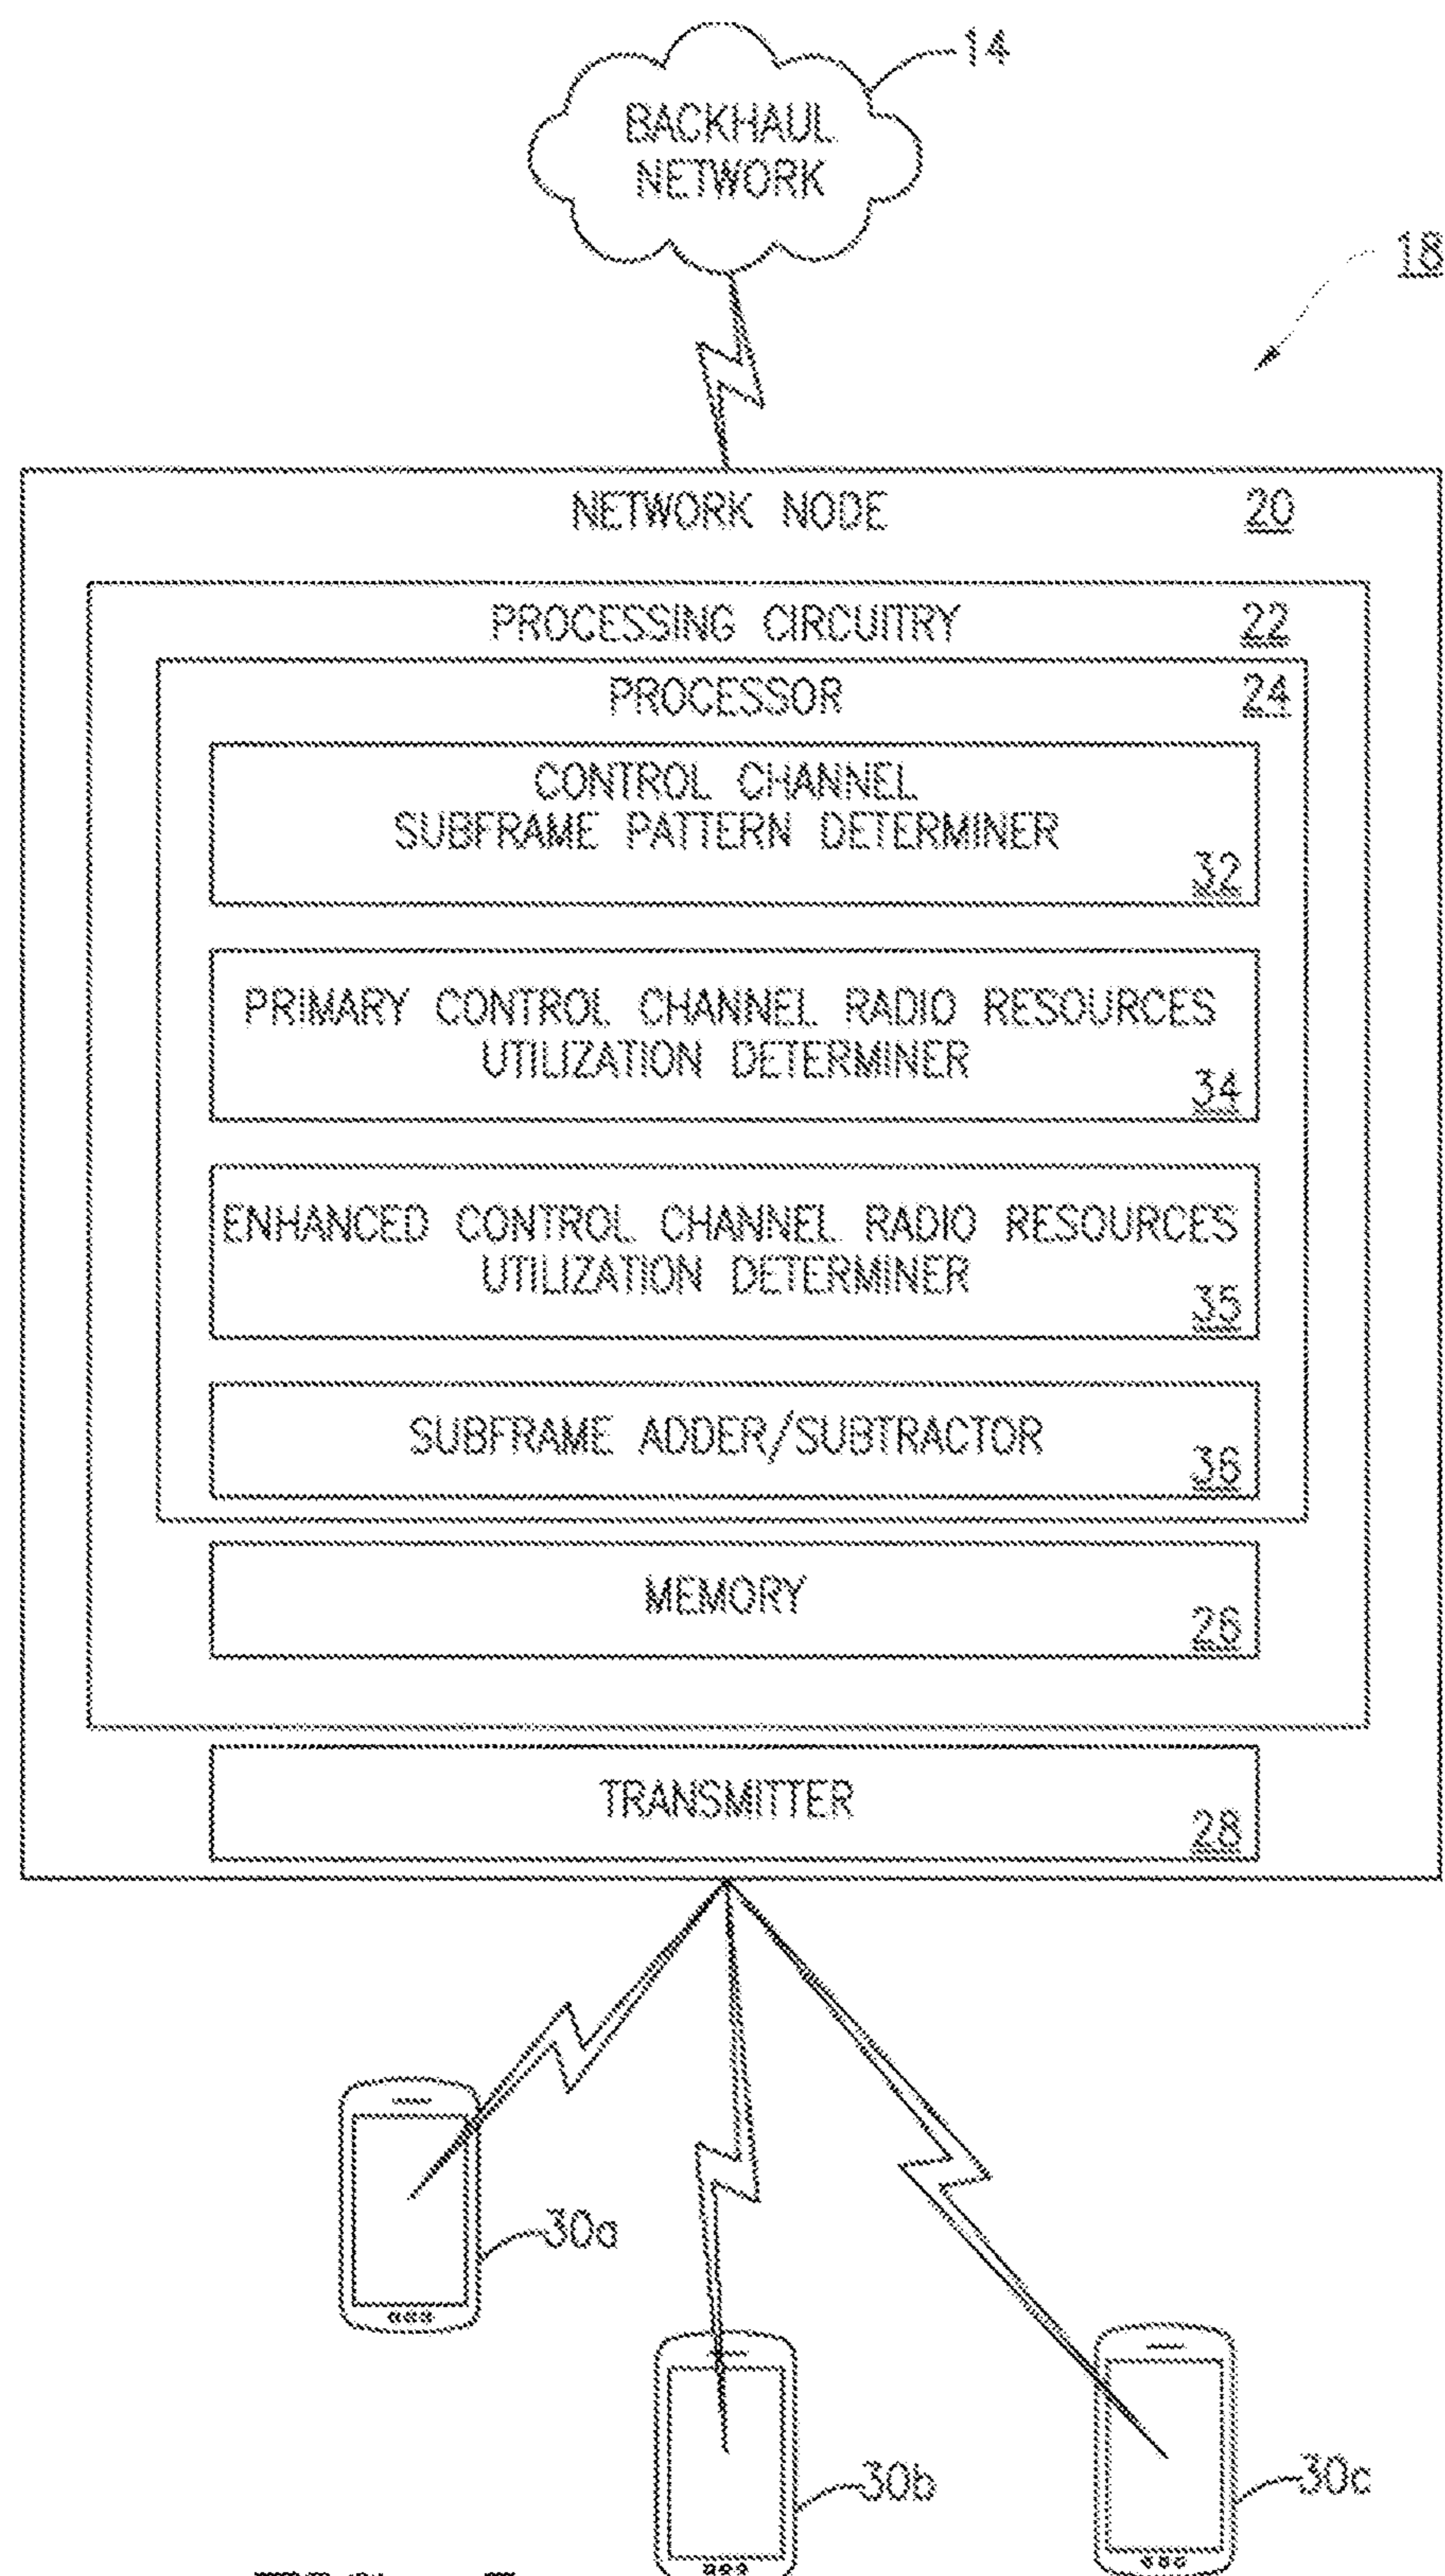 14
BACKHAUL
NETWORK
18
NETWORK NODE 20
PROCESSING CIRCUITRY 22
PROCESSOR 24
CONTROL CHANNEL
SUBFRAME PATTERN DETERMINER
32
PRIMARY CONTROL CHANNEL RADIO RESOURCES
UTILIZATION DETERMINER
34
ENHANCED CONTROL CHANNEL RADIO RESOURCES
UTILIZATION DETERMINER
35
SUBFRAME ADDER/SUBTRACTOR
36
MEMORY
26
TRANSMITTER
28
30a
30b
30c